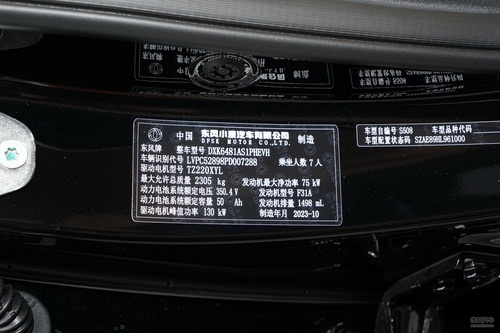 中国 东风小康汽车有限公司 制造
DFSK MOTOR CO.,LTD.
东风牌 整车型号 DXK6481AS1PHEVH
车辆识别代号 LVPC52898PD007288 乘坐人数 7人
驱动电机型号 TZ220XYL
最大允许总质量 2305 kg 发动机最大净功率 75 kW
动力电池系统额定电压 350.4 V 发动机型号 F31A
动力电池系统额定容量 50 Ah 发动机排量 1498 mL
驱动电机峰值功率 130 kW 制造年月 2023-10
车型自编号 S508 车型品种代码
车型配置状态码 SZAE89HL961000